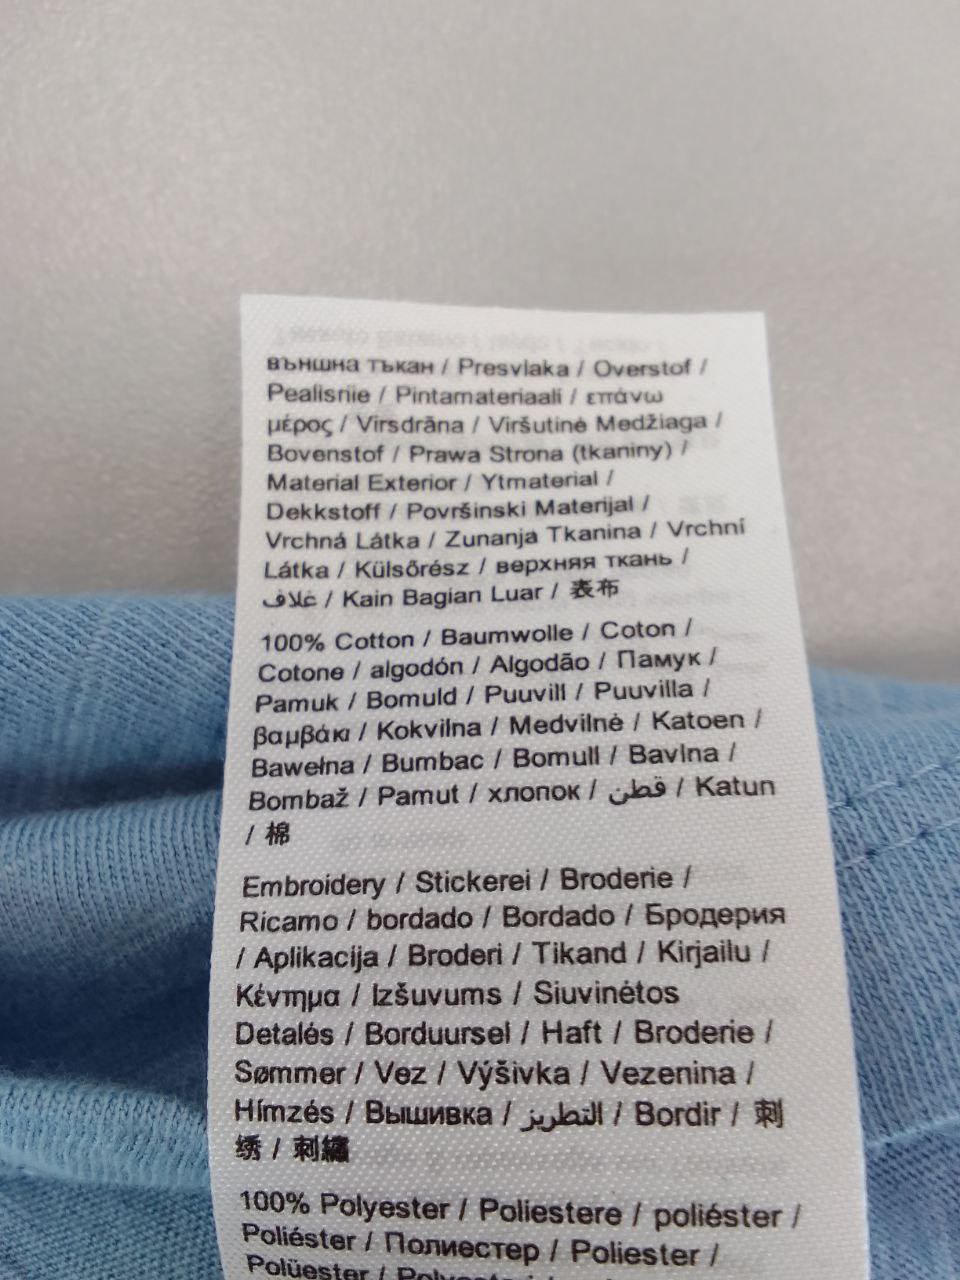 външна тъкан / Presvlaka / Overstof /
Pealisriie / Pintamateriaali / επάνω
μέρος / Virsdrāna / Viršutinė Medžiaga /
Bovenstof / Prawa Strona (tkaniny) /
Material Exterior / Ytmaterial /
Dekkstoff / Površinski Materijal /
Vrchná Látka / Zunanja Tkanina / Vrchní
Látka / Külsőrész / верхняя ткань /
غلاف / Kain Bagian Luar / 表布
100% Cotton / Baumwolle / Coton /
Cotone / algodón / Algodão / Памук /
Pamuk / Bomuld / Puuvill / Puuvilla /
βαμβάκι / Kokvilna / Medvilnė / Katoen /
Bawełna / Bumbac / Bomull / Bavlna /
Bombaž / Pamut / хлопок / قطن / Katun
/ 棉
Embroidery / Stickerei / Broderie /
Ricamo / bordado / Bordado / Бродерия
/ Aplikacija / Broderi / Tikand / Kirjailu /
Κέντημα / Izšuvums / Siuvinėtos
Detalės / Borduursel / Haft / Broderie /
Sømmer / Vez / Výšivka / Vezenina /
Hímzés / Вышивка / التطريز / Bordir / 刺
绣 / 刺繡
100% Polyester / Poliestere / poliéster /
Poliéster / Полиестер / Poliester /
Polüester /